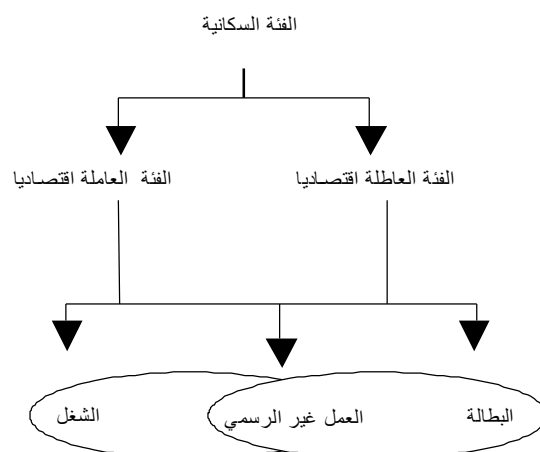 الفئة السكانية
الفئة العاطلة اقتصاديا
الفئة العاملة اقتصاديا
البطالة
العمل غير الرسمي
الشغل